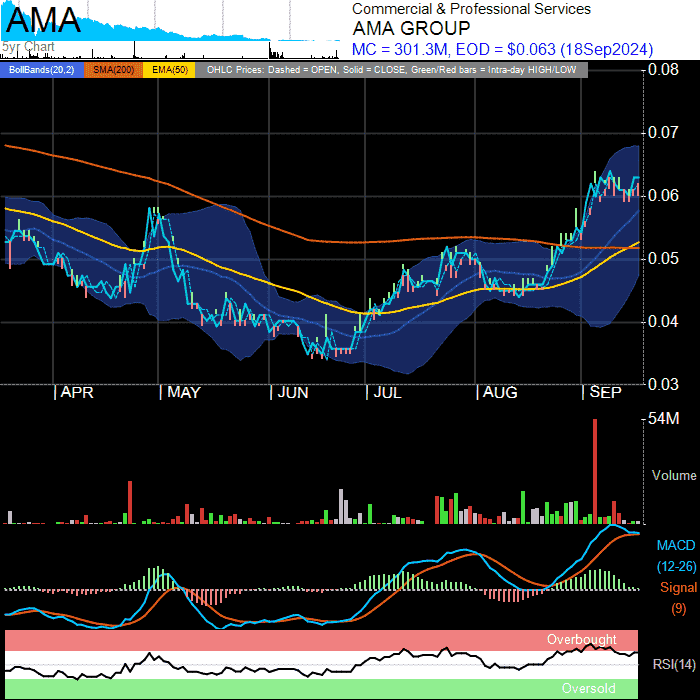 AMA
5yr Chart
Commercial & Professional Services
AMA GROUP
MC = 301.3M, EOD = $0.063 (18Sep2024)
BollBands(20,2) SMA(200) EMA(50) OHLC Prices: Dashed = OPEN, Solid = CLOSE, Green/Red bars = Intra-day HIGH/LOW
0.08
0.07
0.06
0.05
0.04
0.03
APR MAY JUN JUL AUG SEP
54M
Volume
MACD
(12-26)
Signal
(9)
Overbought
RSI(14)
Oversold